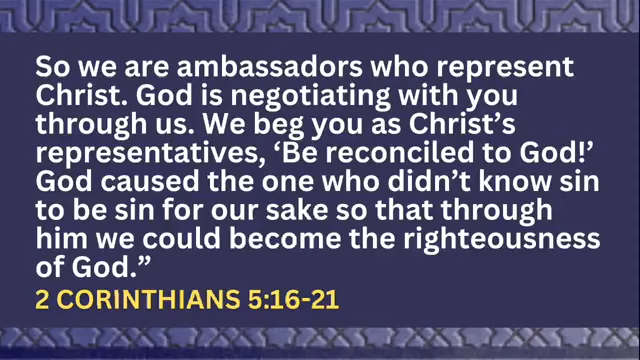 So we are ambassadors who represent
Christ. God is negotiating with you
through us. We beg you as Christ’s
representatives, ‘Be reconciled to God!’
God caused the one who didn’t know sin
to be sin for our sake so that through
him we could become the righteousness
of God.”
2 CORINTHIANS 5:16-21